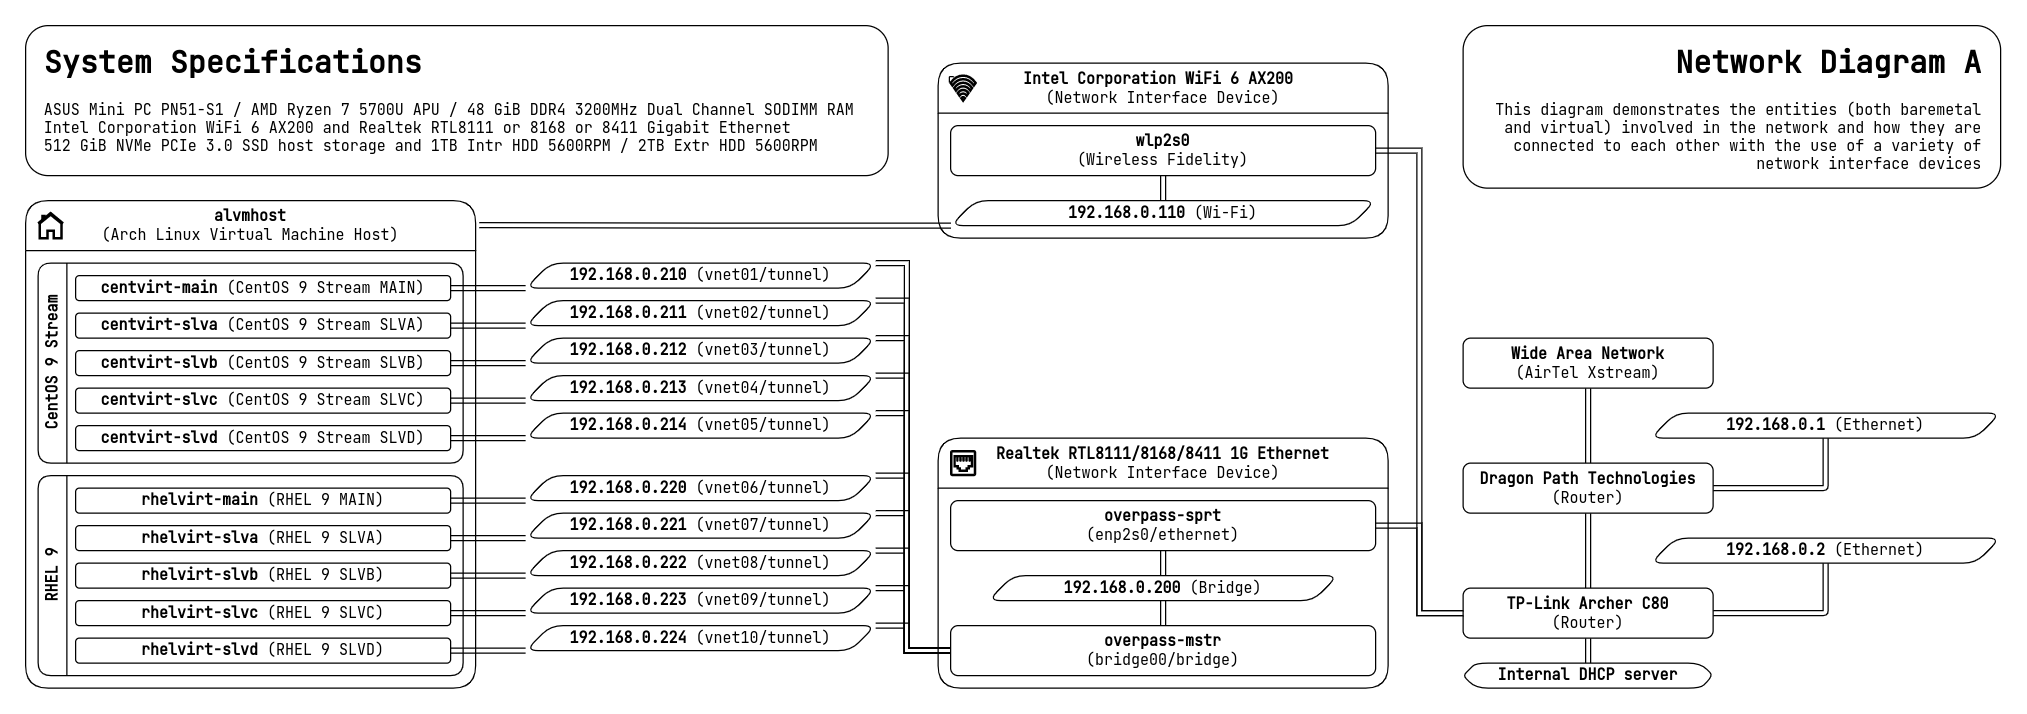 System Specifications
ASUS Mini PC PN51-S1 / AMD Ryzen 7 5700U APU / 48 GiB DDR4 3200MHz Dual Channel SODIMM RAM
Intel Corporation WiFi 6 AX200 and Realtek RTL8111 or 8168 or 8411 Gigabit Ethernet
512 GiB NVMe PCIe 3.0 SSD host storage and 1TB Intr HDD 5600RPM / 2TB Extr HDD 5600RPM
alvmhost
(Arch Linux Virtual Machine Host)
CentOS 9 Stream
centvirt-main (CentOS 9 Stream MAIN)
centvirt-slva (CentOS 9 Stream SLVA)
centvirt-slvb (CentOS 9 Stream SLVB)
centvirt-slvc (CentOS 9 Stream SLVC)
centvirt-slvd (CentOS 9 Stream SLVD)
RHEL 9
rhelvirt-main (RHEL 9 MAIN)
rhelvirt-slva (RHEL 9 SLVA)
rhelvirt-slvb (RHEL 9 SLVB)
rhelvirt-slvc (RHEL 9 SLVC)
rhelvirt-slvd (RHEL 9 SLVD)
192.168.0.210 (vnet01/tunnel)
192.168.0.211 (vnet02/tunnel)
192.168.0.212 (vnet03/tunnel)
192.168.0.213 (vnet04/tunnel)
192.168.0.214 (vnet05/tunnel)
192.168.0.220 (vnet06/tunnel)
192.168.0.221 (vnet07/tunnel)
192.168.0.222 (vnet08/tunnel)
192.168.0.223 (vnet09/tunnel)
192.168.0.224 (vnet10/tunnel)
Intel Corporation WiFi 6 AX200
(Network Interface Device)
wlp2s0
(Wireless Fidelity)
192.168.0.110 (Wi-Fi)
Realtek RTL8111/8168/8411 1G Ethernet
(Network Interface Device)
overpass-sprt
(enp2s0/ethernet)
192.168.0.200 (Bridge)
overpass-mstr
(bridge00/bridge)
Network Diagram A
This diagram demonstrates the entities (both baremetal
and virtual) involved in the network and how they are
connected to each other with the use of a variety of
network interface devices
Wide Area Network
(AirTel Xstream)
192.168.0.1 (Ethernet)
Dragon Path Technologies
(Router)
192.168.0.2 (Ethernet)
TP-Link Archer C80
(Router)
Internal DHCP server